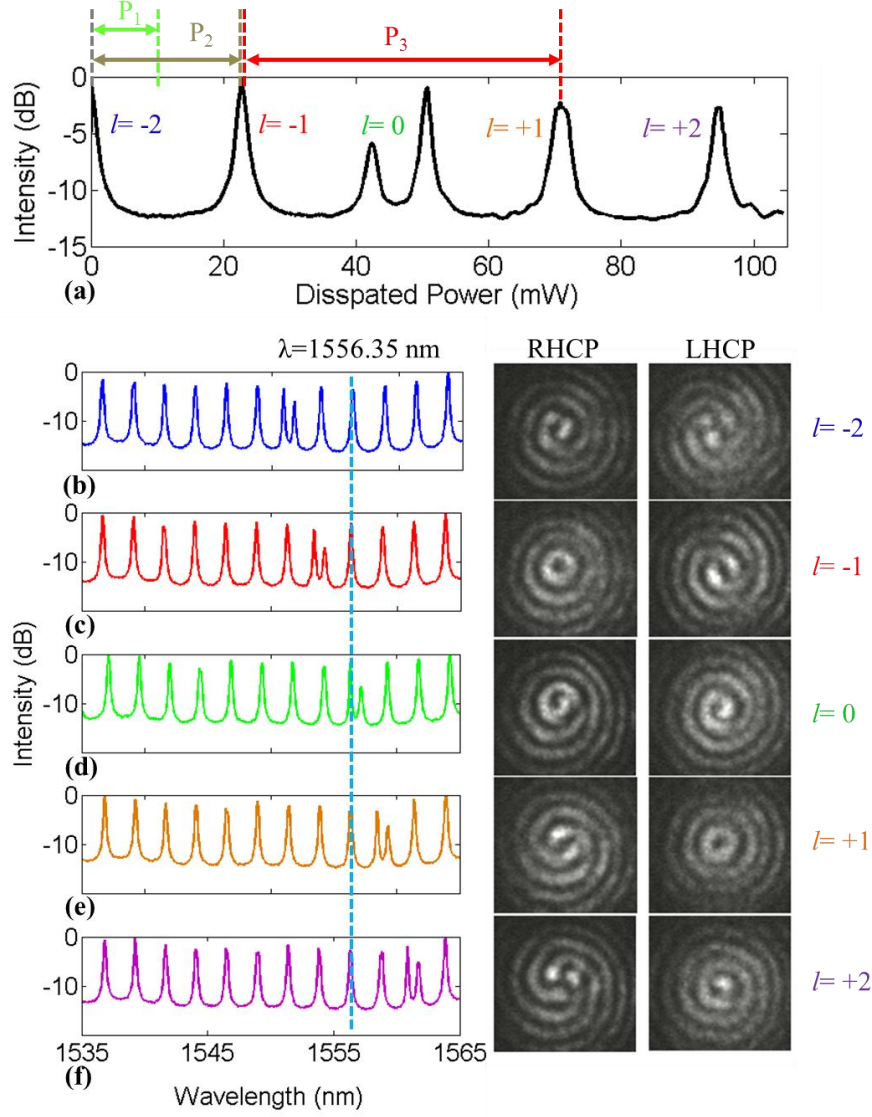 P1
P2
P3
0
-5
-10
-15
Intensity (dB)
l= -2
l= -1
l= 0
l= +1
l= +2
0 20 40 60 80 100
(a)
Disspated Power (mW)
λ=1556.35 nm
RHCP
LHCP
0
-10
(b)
l= -2
0
-10
(c)
l= -1
0
-10
(d)
l= 0
Intensity (dB)
0
-10
(e)
l= +1
0
-10
l= +2
1535 1545 1555 1565
(f)
Wavelength (nm)